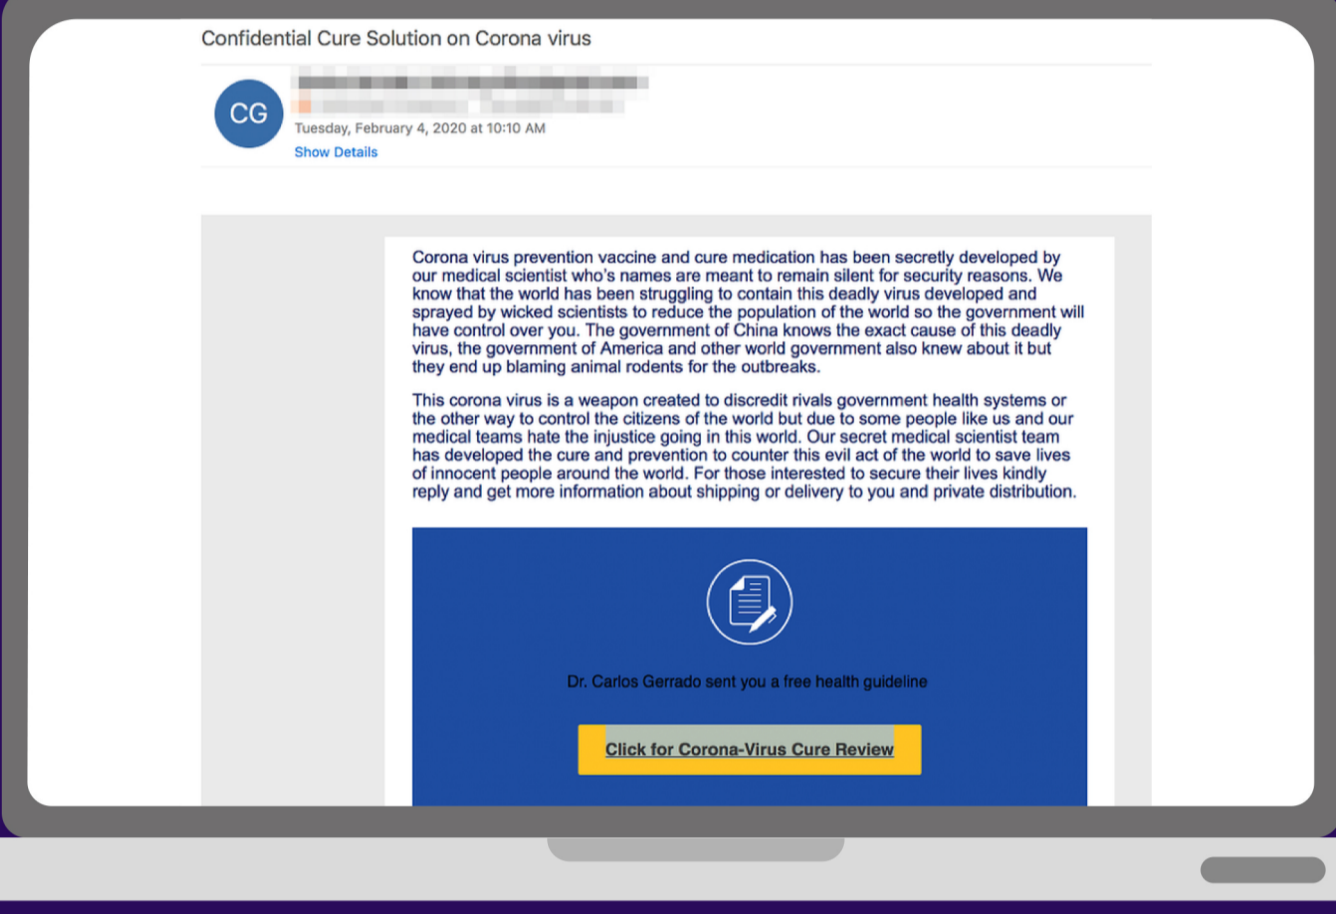 Confidential Cure Solution on Corona virus
CG
Tuesday, February 4, 2020 at 10:10 AM
Show Details
Corona virus prevention vaccine and cure medication has been secretly developed by
our medical scientist who's names are meant to remain silent for security reasons. We
know that the world has been struggling to contain this deadly virus developed and
sprayed by wicked scientists to reduce the population of the world so the government will
have control over you. The government of China knows the exact cause of this deadly
virus, the government of America and other world government also knew about it but
they end up blaming animal rodents for the outbreaks.
This corona virus is a weapon created to discredit rivals government health systems or
the other way to control the citizens of the world but due to some people like us and our
medical teams hate the injustice going in this world. Our secret medical scientist team
has developed the cure and prevention to counter this evil act of the world to save lives
of innocent people around the world. For those interested to secure their lives kindly
reply and get more information about shipping or delivery to you and private distribution.
Dr. Carlos Gerrado sent you a free health guideline
Click for Corona-Virus Cure Review